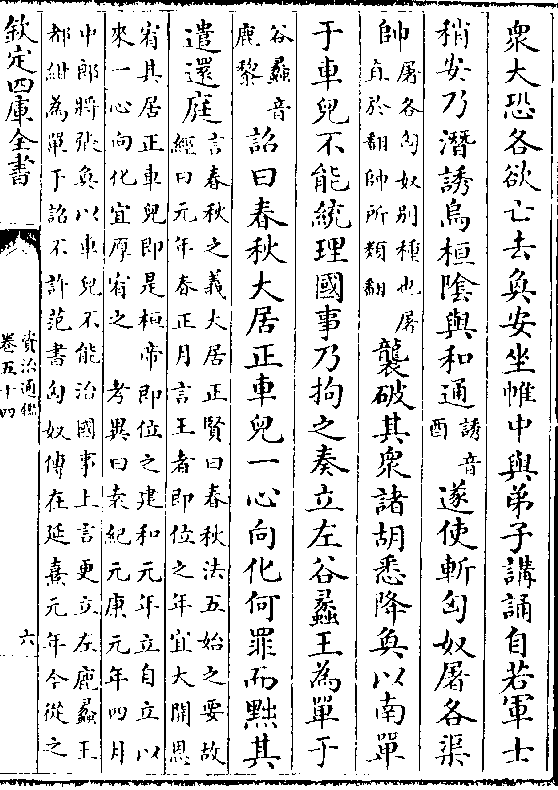 衆大恐各欲亡去奐安坐帷中與弟子講誦自若軍士
稍安乃潛誘烏桓隂與和通誘音酉遂使斬匈奴屠各渠
帥屠各匈奴别種也屠直於翻帥所類翻襲破其衆諸胡悉降奐以南單
于車兒不能統理國事乃拘之奏立左谷蠡王為單于
谷蠡音鹿黎詔曰春秋大居正車兒一心向化何罪而黜其
遣還庭言春秋之義大居正賢曰春秋法五始之要故經曰元年春正月言王者即位之年宜大開恩
宥其居正車兒即是桓帝即位之建和元年立自立以來一心向化宜厚宥之考異曰袁紀元康元年四月
中郎將張奐以車兒不能治國事上言更立左鹿蠡王都紺為單于詔不許范書匈奴傳在延熹元年今從之
欽定四庫全書
資治通鑑
卷五十四
六